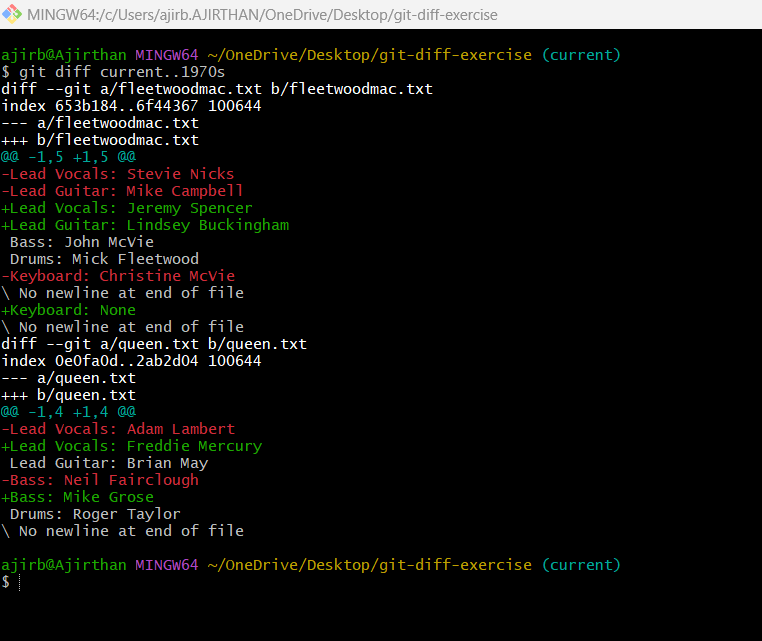 MINGW64:/c/Users/ajirb.AJIRTHAN/OneDrive/Desktop/git-diff-exercise
ajirb@Ajirthan MINGW64 ~/OneDrive/Desktop/git-diff-exercise (current)
$ git diff current..1970s
diff --git a/fleetwoodmac.txt b/fleetwoodmac.txt
index 653b184..6f44367 100644
--- a/fleetwoodmac.txt
+++ b/fleetwoodmac.txt
@@ -1,5 +1,5 @@
-Lead Vocals: Stevie Nicks
-Lead Guitar: Mike Campbell
+Lead Vocals: Jeremy Spencer
+Lead Guitar: Lindsey Buckingham
 Bass: John McVie
 Drums: Mick Fleetwood
-Keyboard: Christine McVie
\ No newline at end of file
+Keyboard: None
\ No newline at end of file
diff --git a/queen.txt b/queen.txt
index 0e0fa0d..2ab2d04 100644
--- a/queen.txt
+++ b/queen.txt
@@ -1,4 +1,4 @@
-Lead Vocals: Adam Lambert
+Lead Vocals: Freddie Mercury
 Lead Guitar: Brian May
-Bass: Neil Fairclough
+Bass: Mike Grose
 Drums: Roger Taylor
\ No newline at end of file
ajirb@Ajirthan MINGW64 ~/OneDrive/Desktop/git-diff-exercise (current)
$